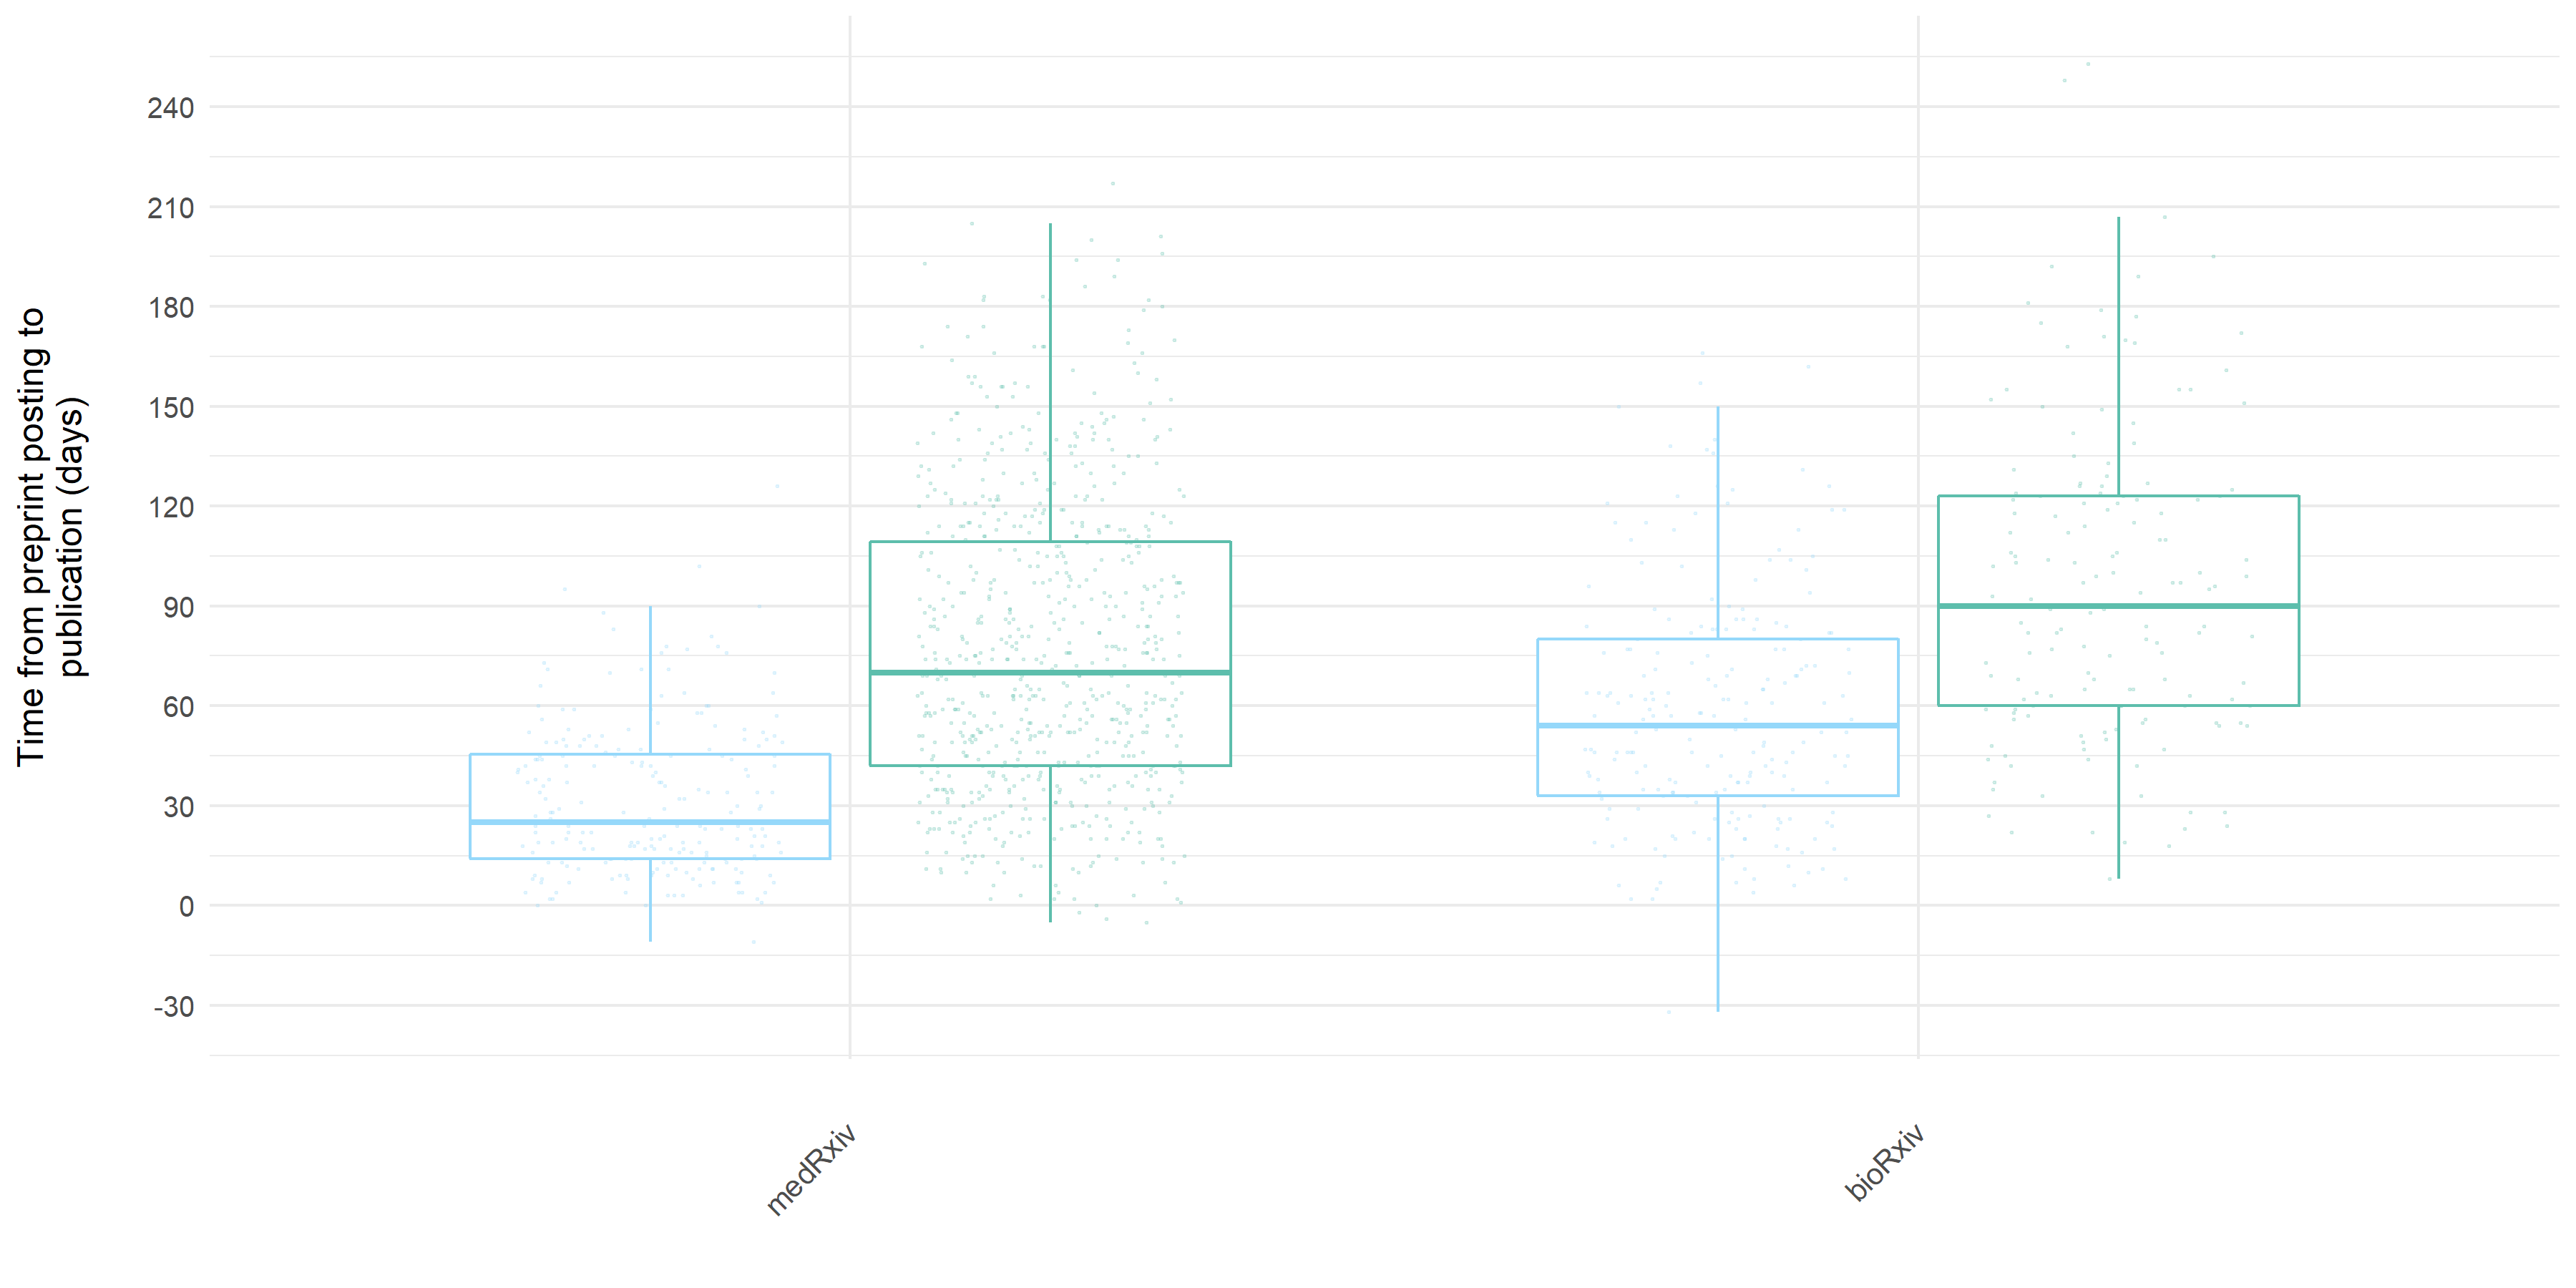 Time from preprint posting to
publication (days)
240
210
180
150
120
90
60
30
0
-30
medRxiv
bioRxiv